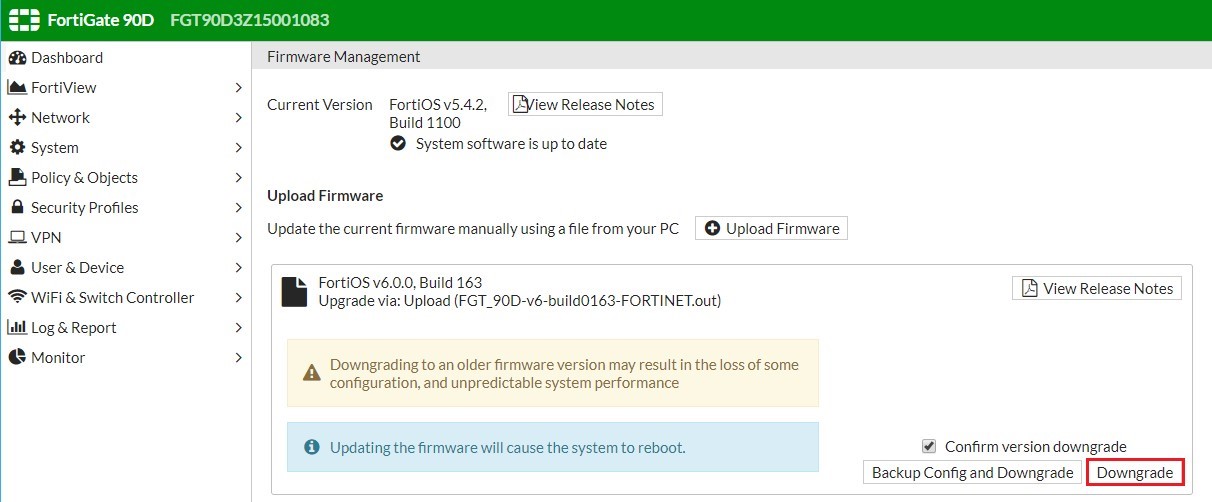 FortiGate 90D FGT90D3Z15001083
Dashboard
FortiView
Network
System
Policy & Objects
Security Profiles
VPN
User & Device
WiFi & Switch Controller
Log & Report
Monitor
Firmware Management
Current Version FortiOS v5.4.2, View Release Notes
Build 1100
System software is up to date
Upload Firmware
Update the current firmware manually using a file from your PC Upload Firmware
FortiOS v6.0.0, Build 163
Upgrade via: Upload (FGT_90D-v6-build0163-FORTINET.out)
View Release Notes
Downgrading to an older firmware version may result in the loss of some
configuration, and unpredictable system performance
Updating the firmware will cause the system to reboot.
Confirm version downgrade
Backup Config and Downgrade Downgrade